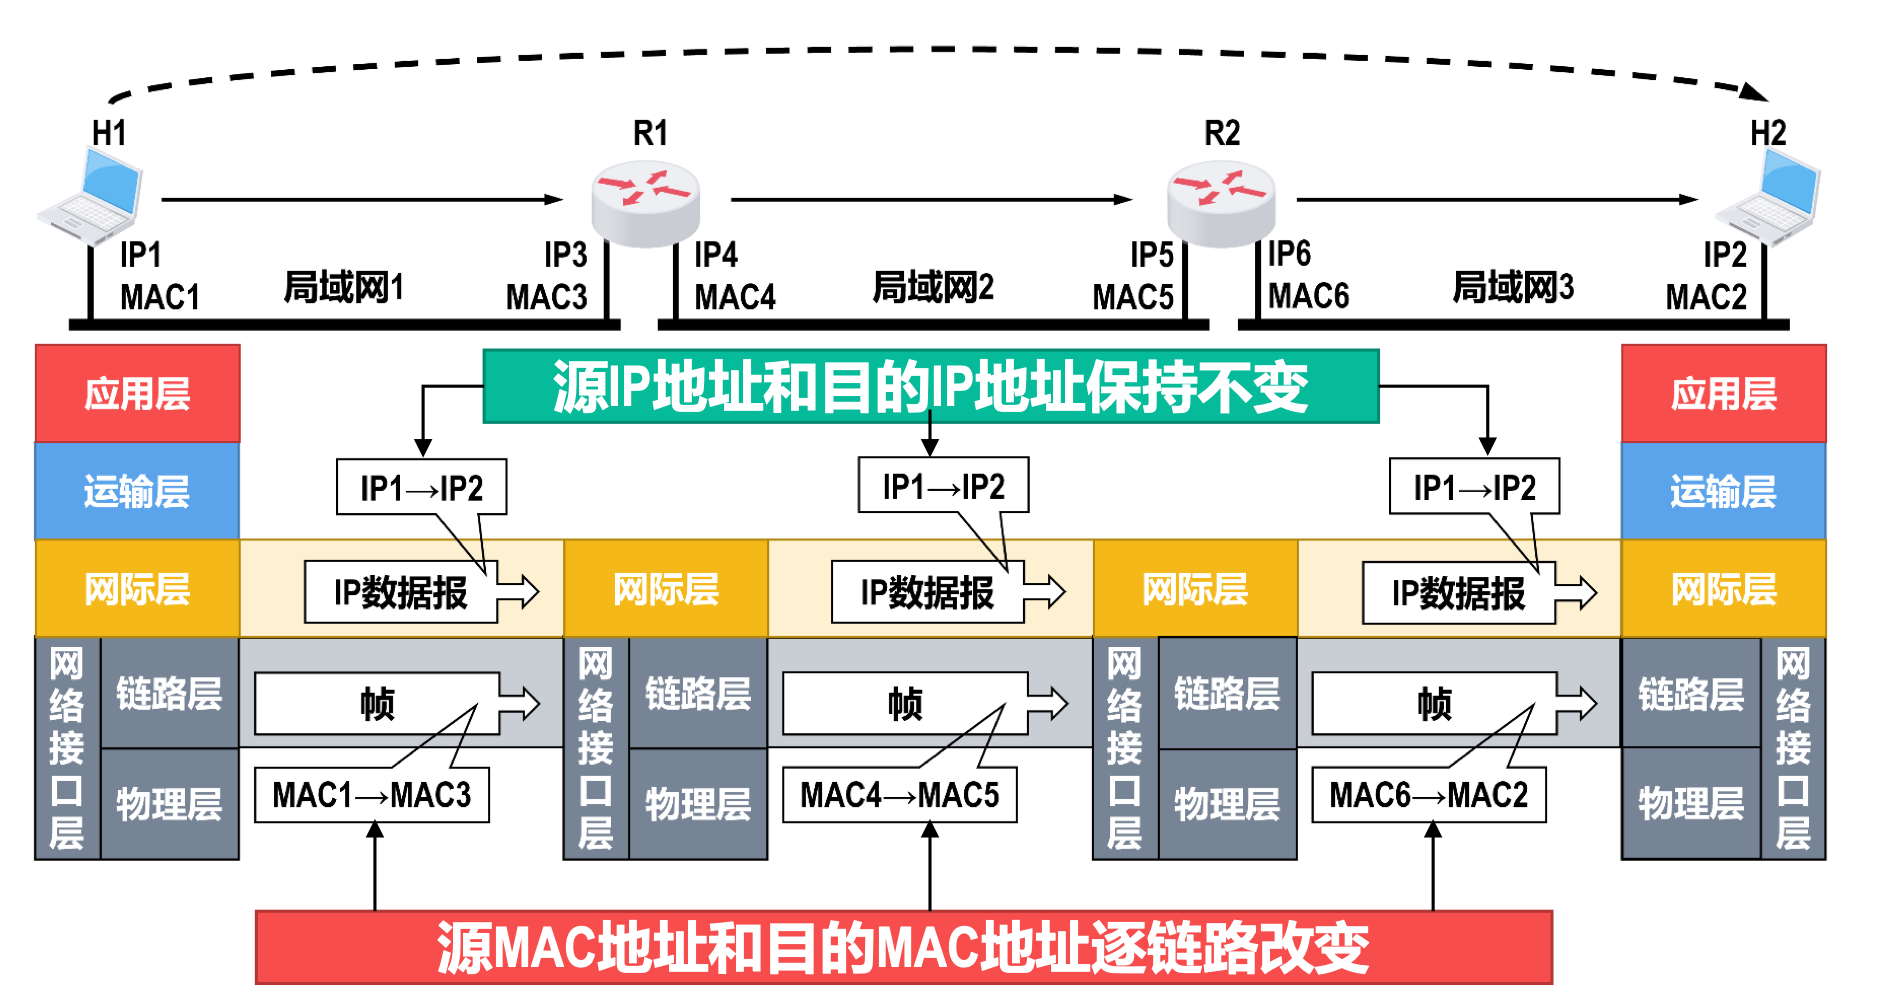 H1
R1
R2
H2
IP1
MAC1
局域网1
IP3
MAC3
IP4
MAC4
局域网2
IP5
MAC5
IP6
MAC6
局域网3
IP2
MAC2
源IP地址和目的IP地址保持不变
应用层
应用层
运输层
IP1→IP2
IP1→IP2
IP1→IP2
运输层
网际层
IP数据报
网际层
IP数据报
网际层
IP数据报
网际层
网络接口层
链路层
物理层
帧
MAC1→MAC3
网络接口层
链路层
物理层
帧
MAC4→MAC5
网络接口层
链路层
物理层
帧
MAC6→MAC2
链路层
物理层
网络接口层
源MAC地址和目的MAC地址逐链路改变